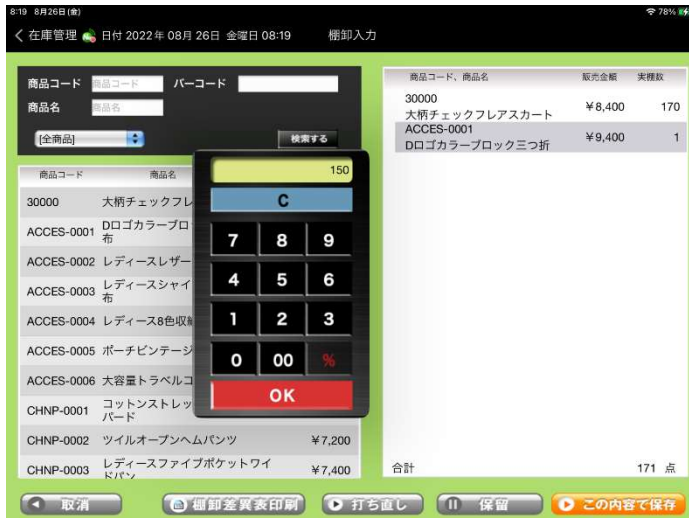 8:19 8月26日(金)
78%
在庫管理 日付 2022年 08月 26日 金曜日 08:19 棚卸入力
商品コード 商品コード バーコード
商品名 商品名
[全商品] 検索する
商品コード 商品名
30000 大柄チェックフレ
ACCES-0001 Dロゴカラーブロ
布
ACCES-0002 レディースレザー
ACCES-0003 レディースシャイ
布
ACCES-0004 レディース8色収納
ACCES-0005 ポーチビンテージ
ACCES-0006 大容量トラベルコ
CHNP-0001 コットンストレッ
パード
CHNP-0002 ツイルオープンヘムパンツ ¥7,200
CHNP-0003 レディースファイブポケットワイ
ドパン ¥7,400
150
C
7 8 9
4 5 6
1 2 3
0 00 %
OK
商品コード、商品名 販売金額 実棚数
30000
大柄チェックフレアスカート ¥8,400 170
ACCES-0001
Dロゴカラーブロック三つ折 ¥9,400 1
合計 171 点
取消 棚卸差異表印刷 打ち直し 保留 この内容で保存